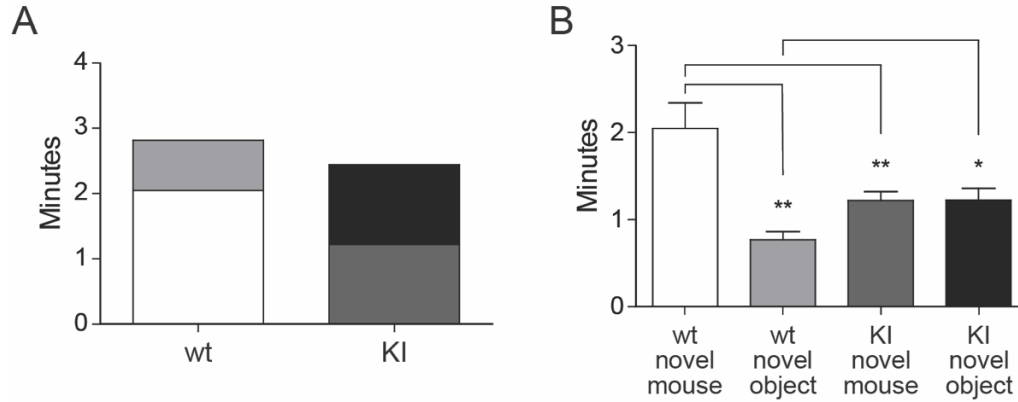 A
Minutes
4
3
2
1
0
wt
KI
B
Minutes
3
2
1
0
**
**
*
wt
novel
mouse
wt
novel
object
KI
novel
mouse
KI
novel
object